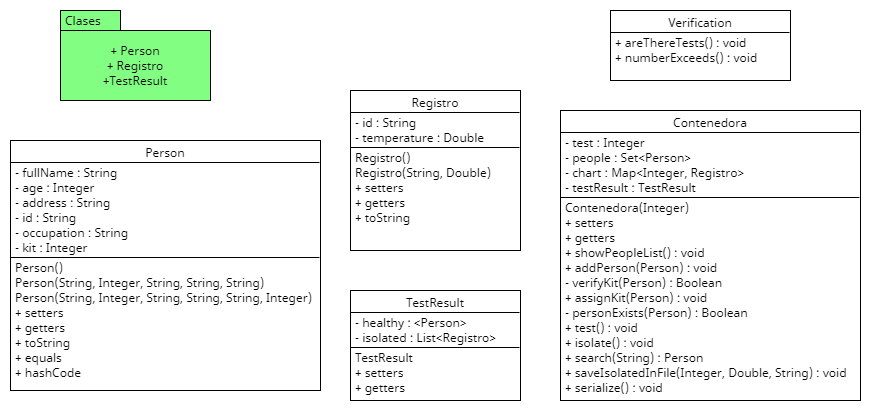 Clases
+ Person
+ Registro
+TestResult
Verification
+ areThereTests() : void
+ numberExceeds() : void
Registro
- id : String
- temperature : Double
Registro()
Registro(String, Double)
+ setters
+ getters
+ toString
Contenedora
- test : Integer
- people : Set<Person>
- chart : Map<Integer, Registro>
- testResult : TestResult
Contenedora(Integer)
+ setters
+ getters
+ showPeopleList() : void
+ addPerson(Person) : void
- verifyKit(Person) : Boolean
+ assignKit(Person) : void
- personExists(Person) : Boolean
+ test() : void
+ isolate() : void
+ search(String) : Person
+ saveIsolatedInFile(Integer, Double, String) : void
+ serialize() : void
Person
- fullName : String
- age : Integer
- address : String
- id : String
- occupation : String
- kit : Integer
Person()
Person(String, Integer, String, String, String)
Person(String, Integer, String, String, String, Integer)
+ setters
+ getters
+ toString
+ equals
+ hashCode
TestResult
- healthy : <Person>
- isolated : List<Registro>
TestResult
+ setters
+ getters